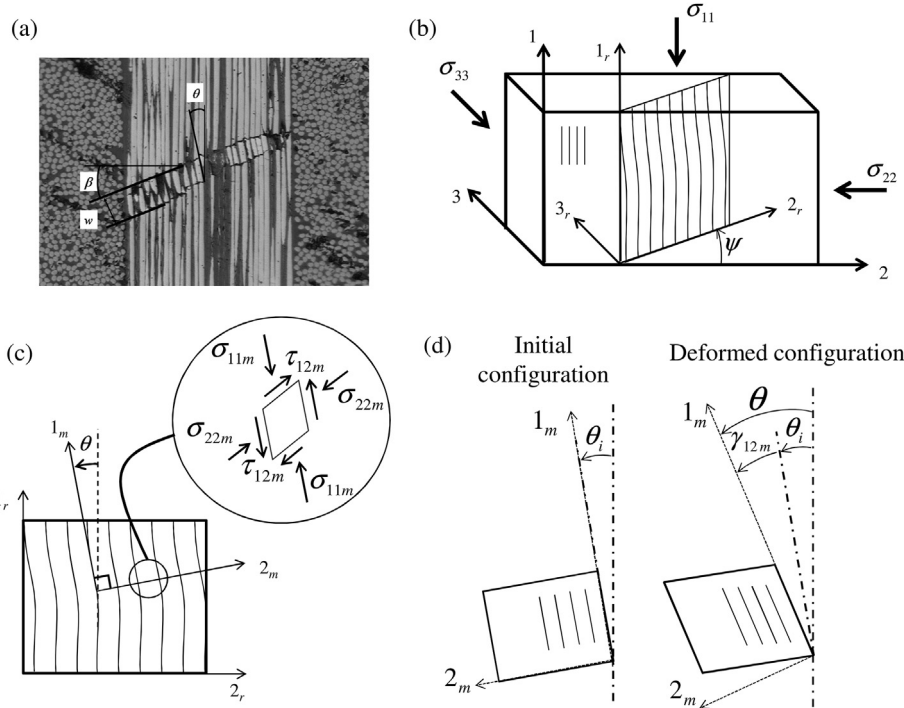 (a)
θ
β
w
(b)
σ11
1
1r
σ33
σ22
3
3r
2r
ψ
2
(c)
σ11m
τ12m
σ22m
σ22m
τ12m
σ11m
1m
θ
r
2m
2r
(d)
Initial
configuration
Deformed configuration
1m
θi
θ
1m
γ12m
θi
2m
2m